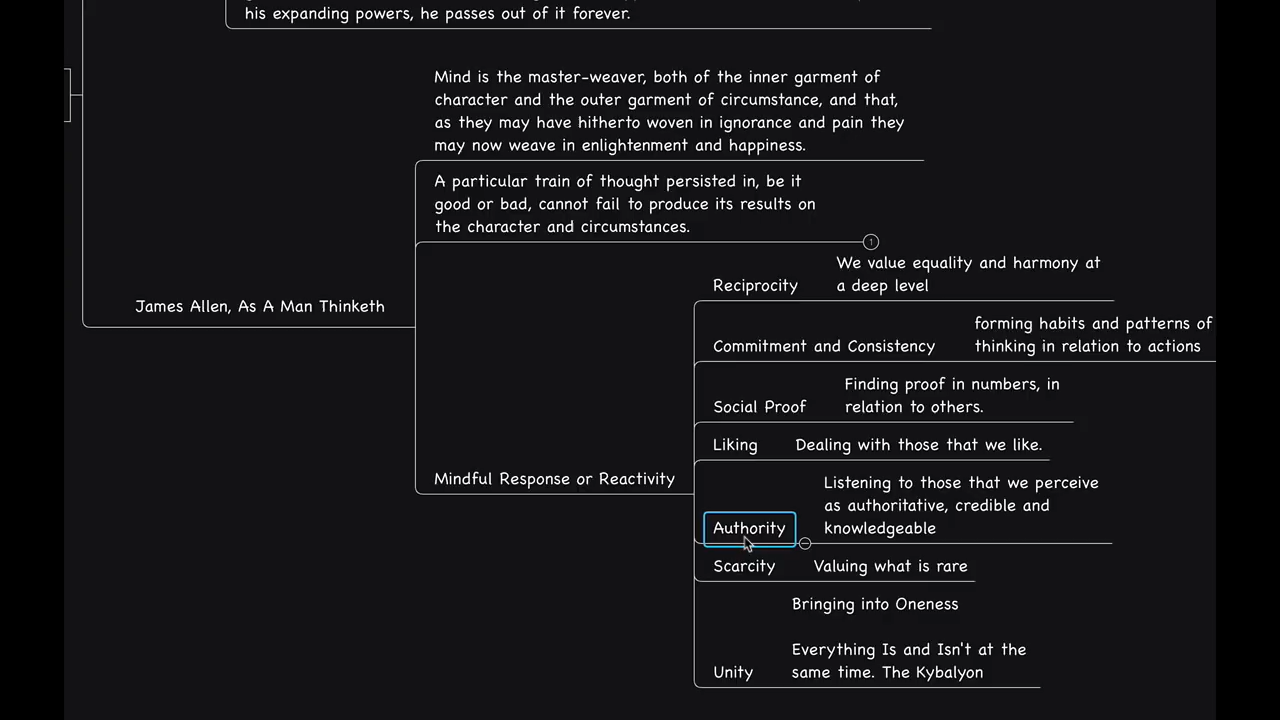 his expanding powers, he passes out of it forever.
Mind is the master-weaver, both of the inner garment of
character and the outer garment of circumstance, and that,
as they may have hitherto woven in ignorance and pain they
may now weave in enlightenment and happiness.
A particular train of thought persisted in, be it
good or bad, cannot fail to produce its results on
the character and circumstances.
1
James Allen, As A Man Thinketh
Mindful Response or Reactivity
Reciprocity
We value equality and harmony at
a deep level
Commitment and Consistency
forming habits and patterns of
thinking in relation to actions
Social Proof
Finding proof in numbers, in
relation to others.
Liking
Dealing with those that we like.
Authority
Listening to those that we perceive
as authoritative, credible and
knowledgeable
Scarcity
Valuing what is rare
Unity
Bringing into Oneness
Everything Is and Isn't at the
same time. The Kybalyon